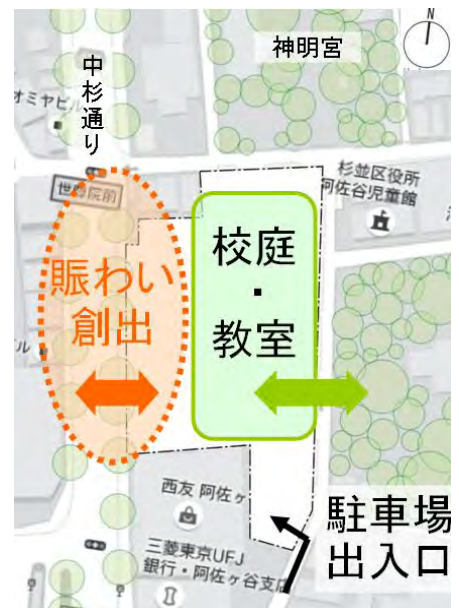 N
神明宮
中杉通り
オミヤビル
世尊院前
杉並区役所
阿佐谷児童館
賑わい
創出
校庭
・
教室
ル
西友 阿佐ヶ
三菱東京UFJ
銀行・阿佐ヶ谷支店
駐車場
出入口